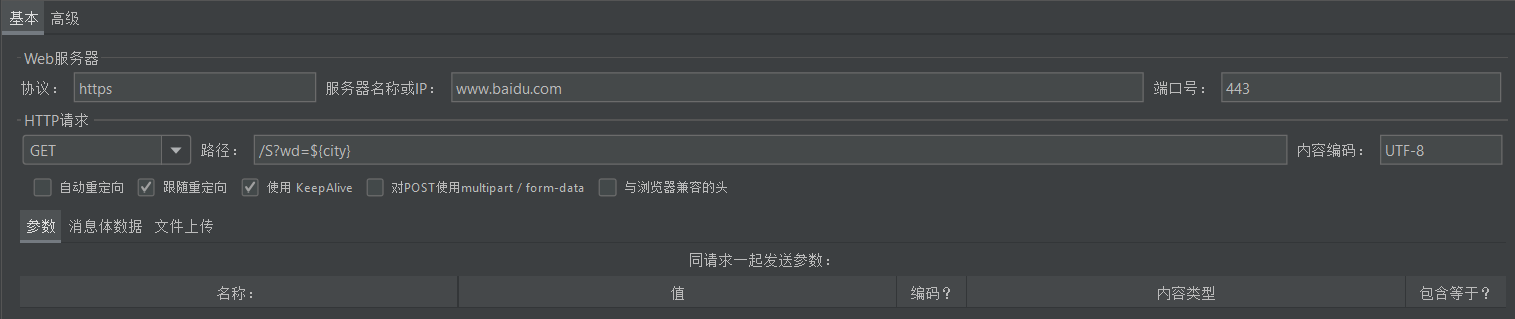 基本 高级
Web服务器
协议： https 服务器名称或IP： www.baidu.com 端口号： 443
HTTP请求
GET 路径： /S?wd=${city} 内容编码： UTF-8
自动重定向 跟随重定向 使用 KeepAlive 对POST使用multipart / form-data 与浏览器兼容的头
参数 消息体数据 文件上传
同请求一起发送参数：
名称： 值 编码？ 内容类型 包含等于？